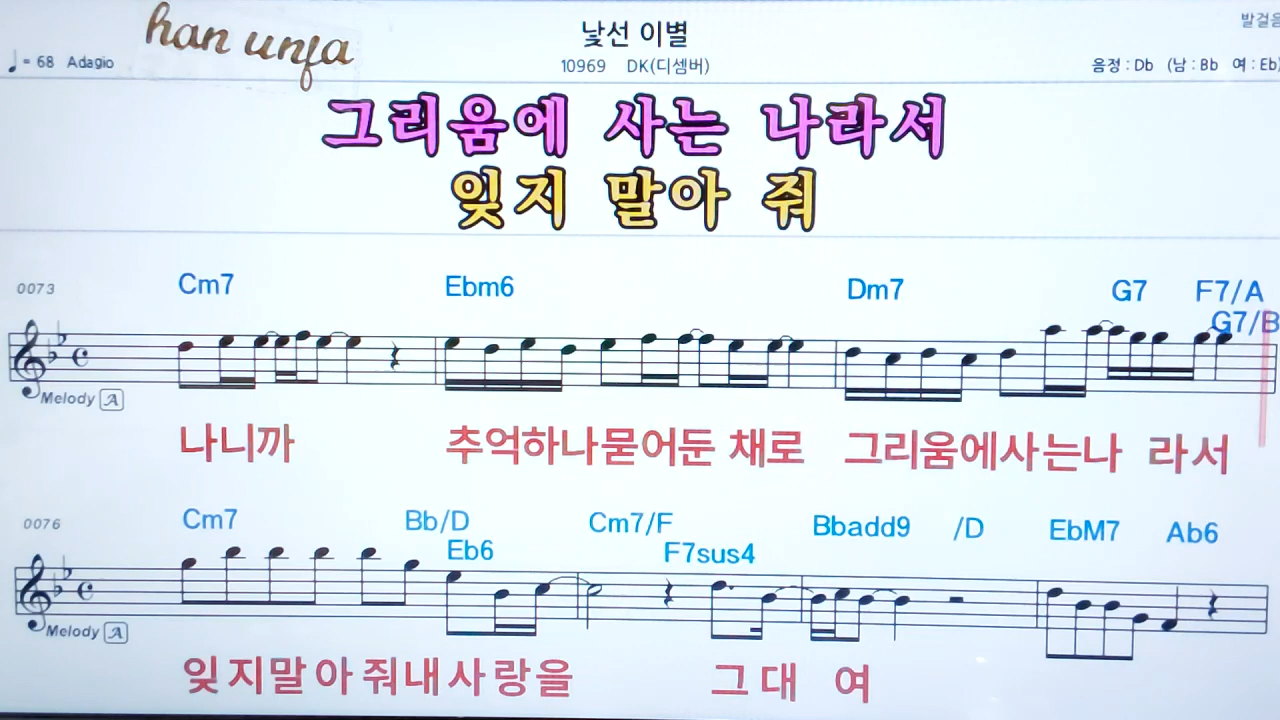 han unfa
낯선 이별
발걸음
♩= 68 Adagio
10969 DK(디셈버)
음정 : Db (남 : Bb 여 : Eb)
그리움에 사는 나라서
잊지 말아 줘
0073 Cm7 Ebm6 Dm7 G7 F7/A
G7/B
Melody A
나니까 추억하나묻어둔 채로 그리움에사는나 라서
0076 Cm7 Bb/D Cm7/F Bbadd9 /D EbM7 Ab6
Eb6 F7sus4
Melody A
잊지말아줘내사랑을 그대 여